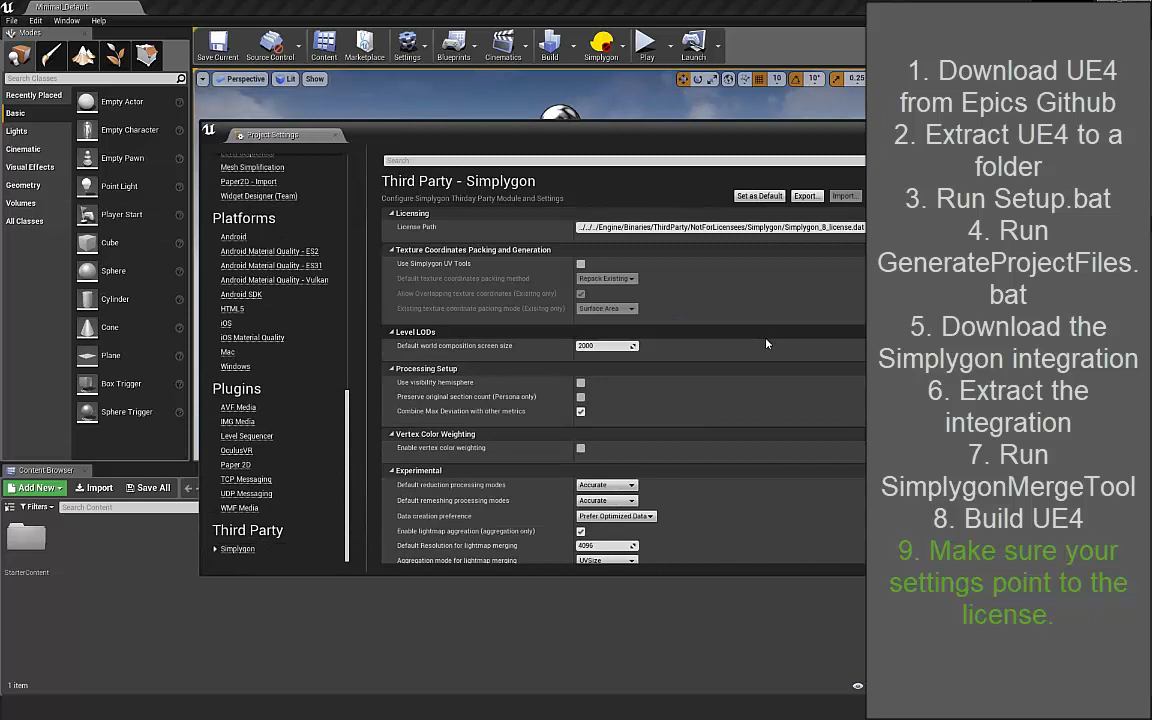 Minimal_Default
File Edit Window Help
Modes
Search Classes
Recently Placed
Basic
Lights
Cinematic
Visual Effects
Geometry
Volumes
All Classes
Empty Actor
Empty Character
Empty Pawn
Point Light
Player Start
Cube
Sphere
Cylinder
Cone
Plane
Box Trigger
Sphere Trigger
Save Current
Source Control
Content
Marketplace
Settings
Blueprints
Cinematics
Build
Simplygon
Play
Launch
Perspective
Lit
Show
10
10°
0.25
Project Settings
Mesh Simplification
Paper2D - Import
Widget Designer (Team)
Platforms
Android
Android Material Quality - ES2
Android Material Quality - ES31
Android Material Quality - Vulkan
Android SDK
HTML5
iOS
iOS Material Quality
Mac
Windows
Plugins
AVF Media
IMG Media
Level Sequencer
OculusVR
Paper 2D
TCP Messaging
UDP Messaging
WMF Media
Third Party
Simplygon
Search
Third Party - Simplygon
Configure Simplygon Thirday Party Module and Settings
Set as Default
Export...
Import...
Licensing
License Path
../../../Engine/Binaries/ThirdParty/NotForLicensees/Simplygon/Simplygon_8_license.dat
Texture Coordinates Packing and Generation
Use Simplygon UV Tools
Default texture coordinates packing method
Repack Existing
Allow Overlapping texture coordinates (Existing only)
Existing texture coordinate packing mode (Existing only)
Surface Area
Level LODs
Default world composition screen size
2000
Processing Setup
Use visibility hemisphere
Preserve original section count (Persona only)
Combine Max Deviation with other metrics
Vertex Color Weighting
Enable vertex color weighting
Experimental
Default reduction processing modes
Accurate
Default remeshing processing modes
Accurate
Data creation preference
Prefer Optimized Data
Enable lightmap aggreation (aggregation only)
Default Resolution for lightmap merging
4096
Aggregation mode for lightmap merging
UVSize
Content Browser
Add New
Import
Save All
Filters
Search Content
StarterContent
1 item
1. Download UE4
from Epics Github
2. Extract UE4 to a
folder
3. Run Setup.bat
4. Run
GenerateProjectFiles.
bat
5. Download the
Simplygon integration
6. Extract the
integration
7. Run
SimplygonMergeTool
8. Build UE4
9. Make sure your
settings point to the
license.